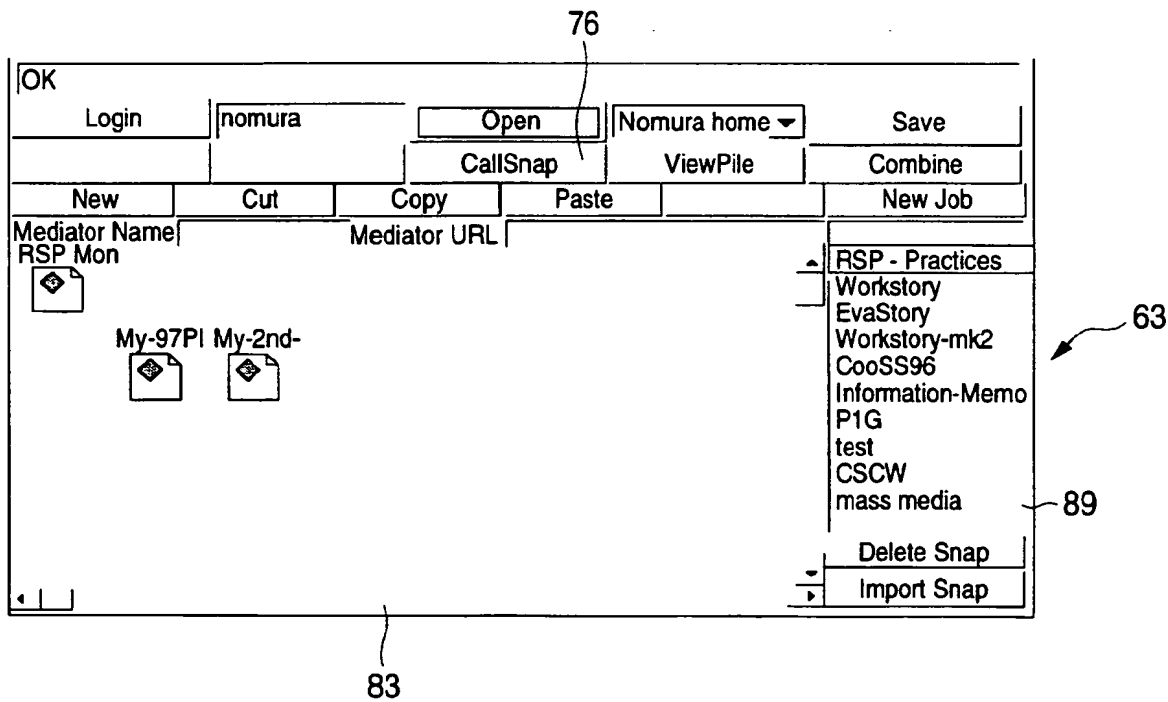 76
OK
Login nomura Open Nomura home Save
CallSnap ViewPile Combine
New Cut Copy Paste New Job
Mediator Name Mediator URL
RSP Mon
My-97Pl My-2nd-
RSP - Practices
Workstory
EvaStory
Workstory-mk2
CooSS96
Information-Memo
P1G
test
CSCW
mass media
Delete Snap
Import Snap
63
89
83